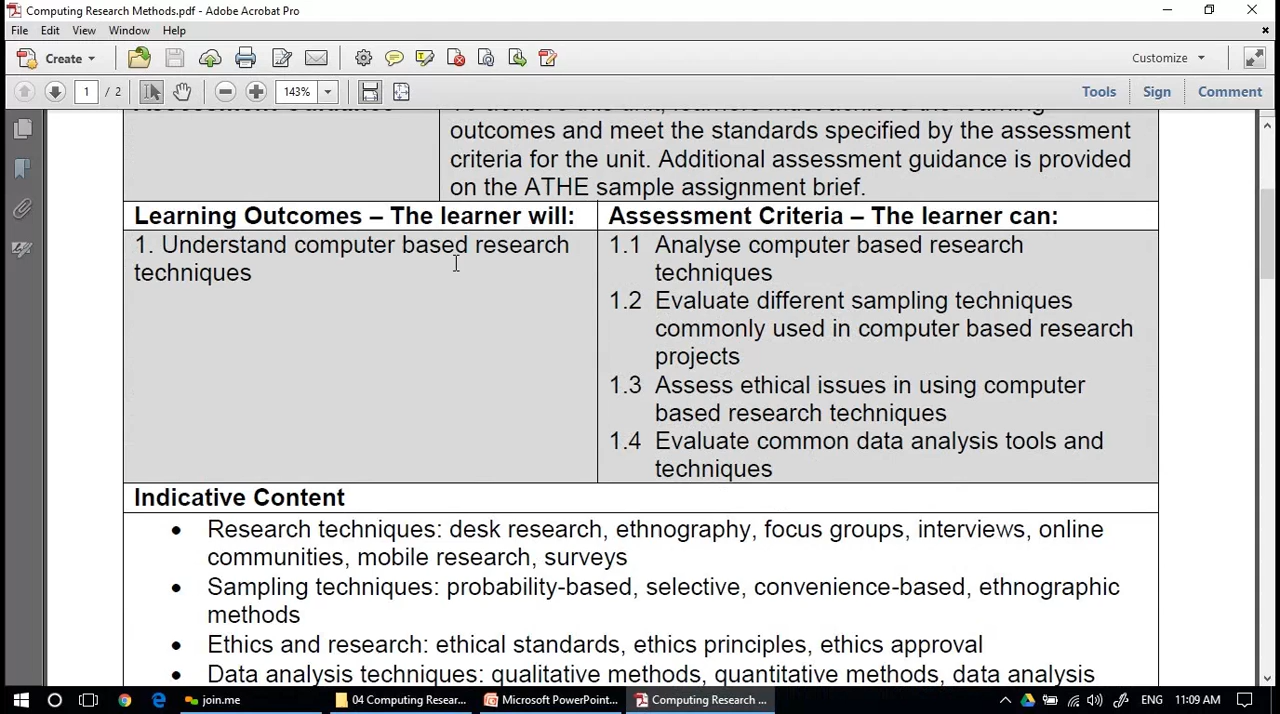 Computing Research Methods.pdf - Adobe Acrobat Pro
File Edit View Window Help
Create
Customize
1 / 2
143%
Tools Sign Comment
outcomes and meet the standards specified by the assessment
criteria for the unit. Additional assessment guidance is provided
on the ATHE sample assignment brief.
Learning Outcomes – The learner will:
Assessment Criteria – The learner can:
1. Understand computer based research
techniques
1.1 Analyse computer based research
techniques
1.2 Evaluate different sampling techniques
commonly used in computer based research
projects
1.3 Assess ethical issues in using computer
based research techniques
1.4 Evaluate common data analysis tools and
techniques
Indicative Content
• Research techniques: desk research, ethnography, focus groups, interviews, online
communities, mobile research, surveys
• Sampling techniques: probability-based, selective, convenience-based, ethnographic
methods
• Ethics and research: ethical standards, ethics principles, ethics approval
• Data analysis techniques: qualitative methods, quantitative methods, data analysis
join.me
04 Computing Resear...
Microsoft PowerPoint...
Computing Research ...
ENG
11:09 AM